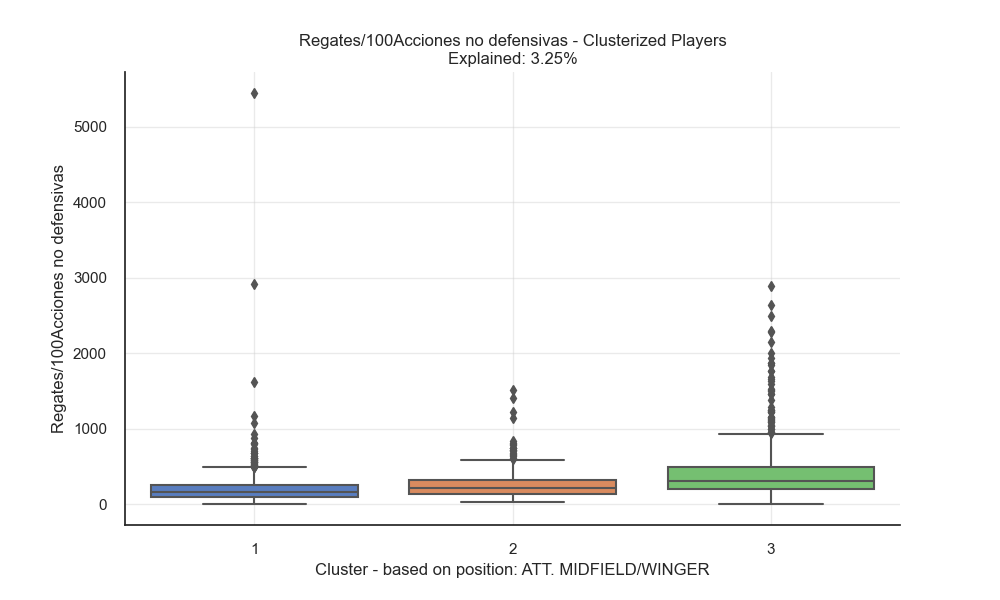 Regates/100Acciones no defensivas - Clusterized Players
Explained: 3.25%
Regates/100Acciones no defensivas
5000
4000
3000
2000
1000
0
1
2
3
Cluster - based on position: ATT. MIDFIELD/WINGER